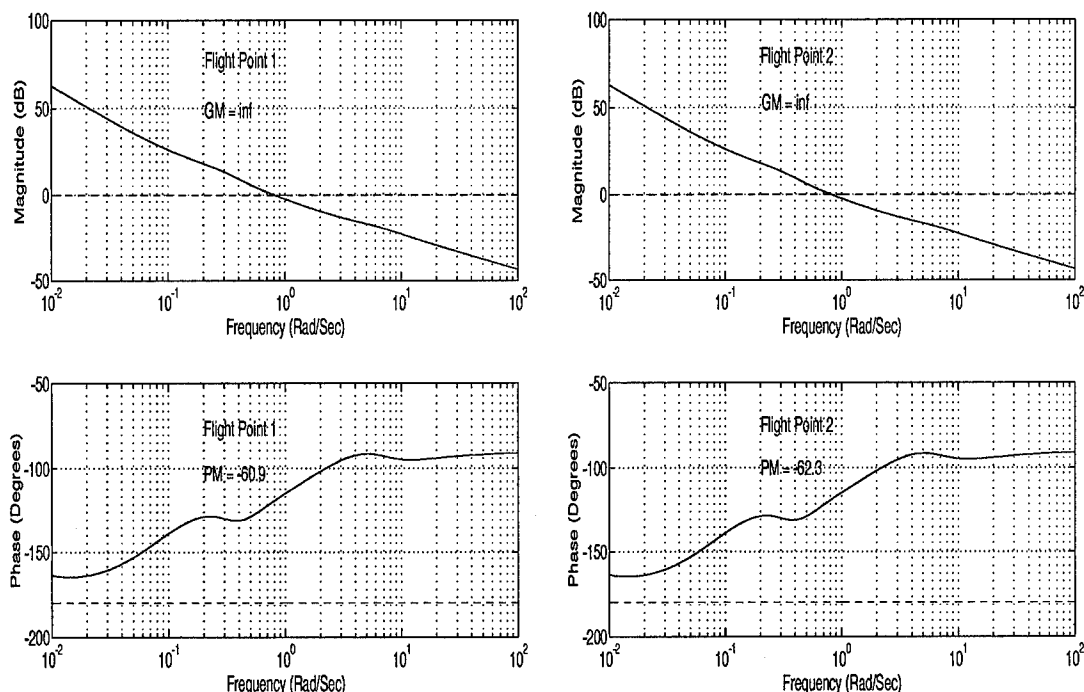 100
50
0
-50
Magnitude (dB)
Flight Point 1
GM = inf
10^-2
10^-1
10^0
10^1
10^2
Frequency (Rad/Sec)
100
50
0
-50
Magnitude (dB)
Flight Point 2
GM = inf
10^-2
10^-1
10^0
10^1
10^2
Frequency (Rad/Sec)
-50
-100
-150
-200
Phase (Degrees)
Flight Point 1
PM = -60.9
10^-2
10^-1
10^0
10^1
10^2
Frequency (Rad/Sec)
-50
-100
-150
-200
Phase (Degrees)
Flight Point 2
PM = -62.3
10^-2
10^-1
10^0
10^1
10^2
Frequency (Rad/Sec)